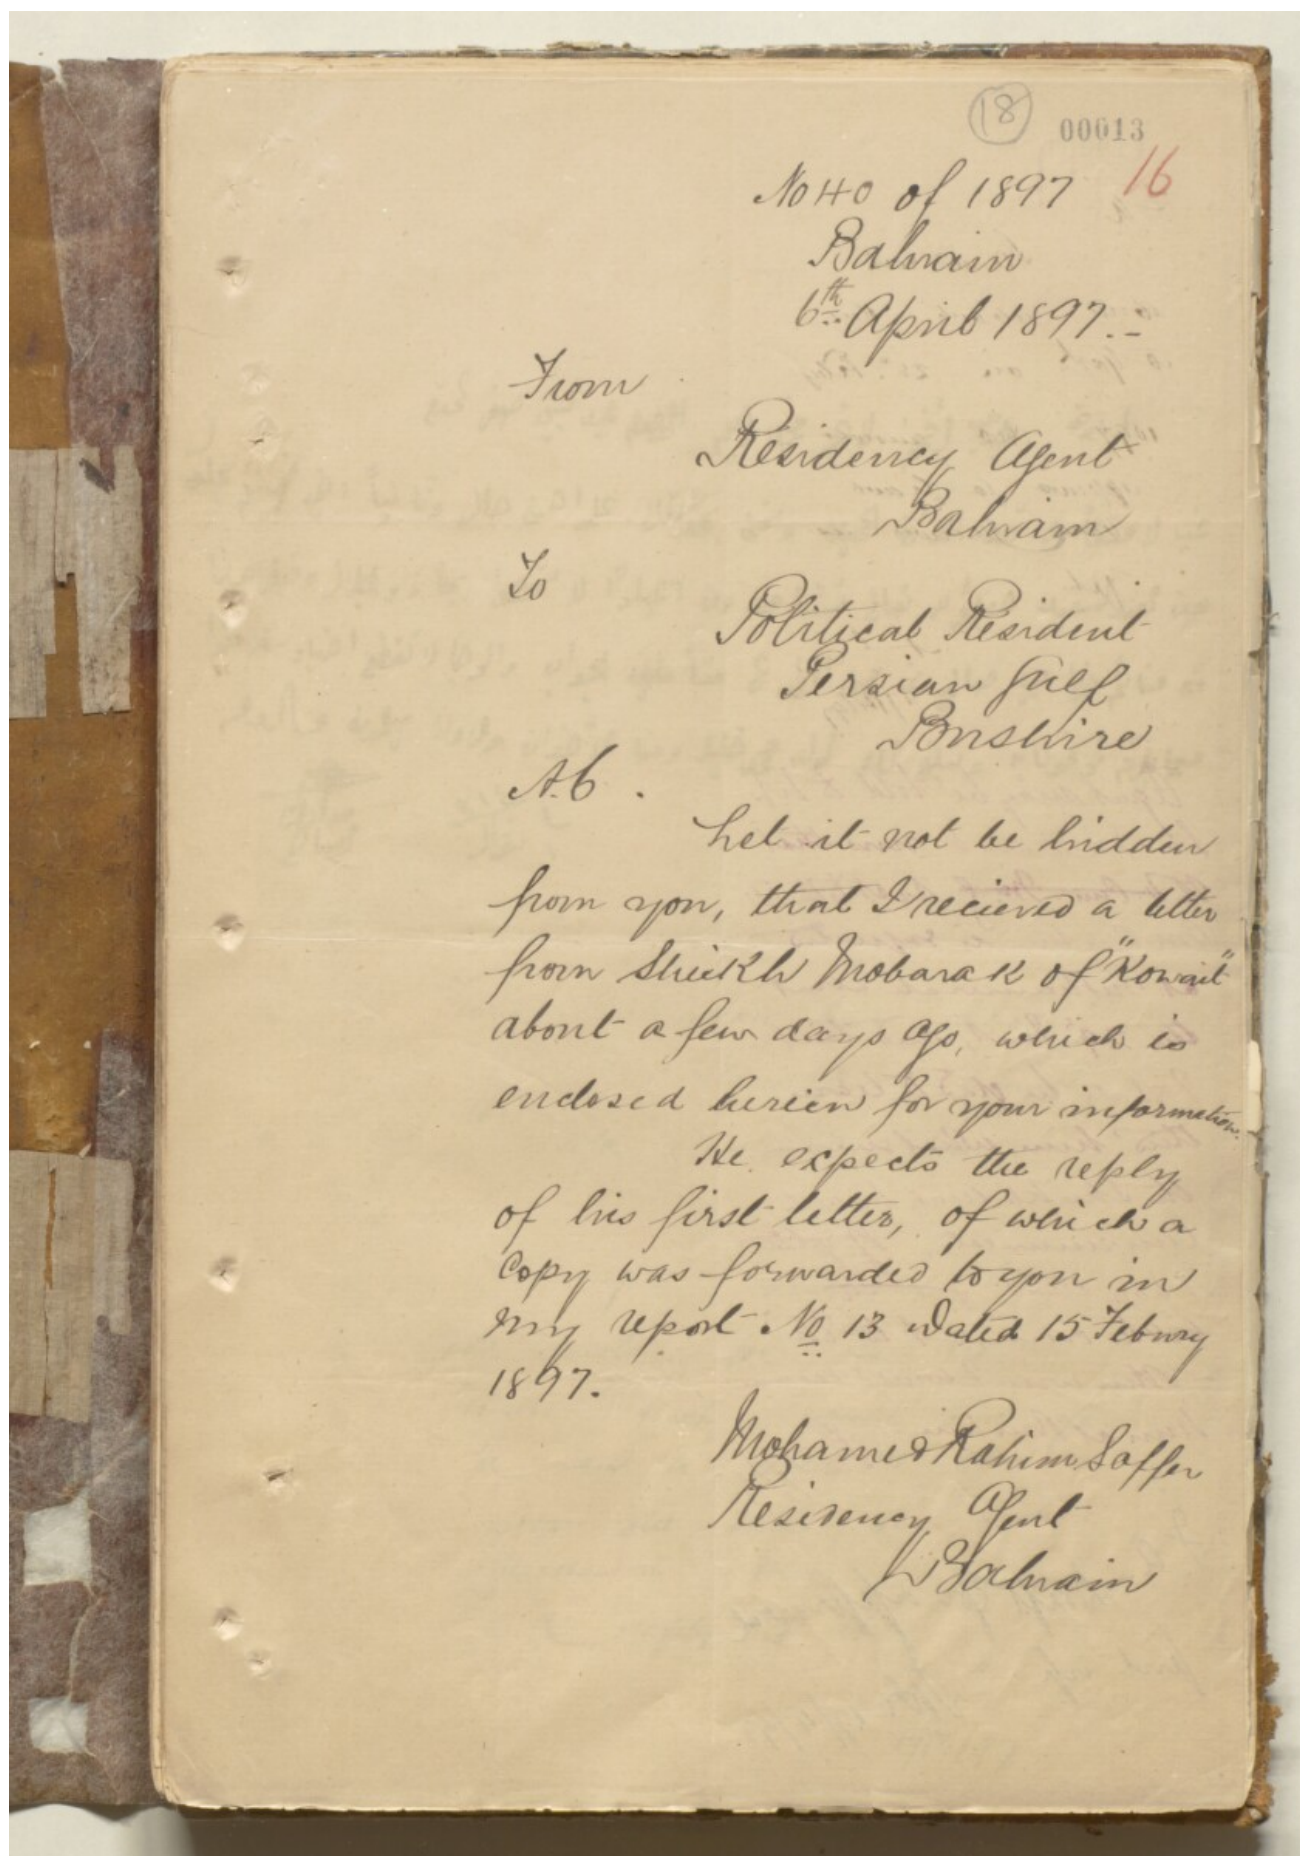 18
00013
16
No 40 of 1897
Bahrain
6th April 1897.-
From
Residency Agent
Bahrain
To
Political Resident
Persian Gulf
Bushire
A.C.
Let it not be hidden
from you, that I recieved a letter
from Sheikh Mobarak of "Kowait"
about a few days ago, which is
enclosed herein for your information.
He expects the reply
of his first letter, of which a
Copy was forwarded to you in
my report No 13 Dated 15 Febury
1897.
Mohamed Rahim Saffer
Residency Agent
Bahrain